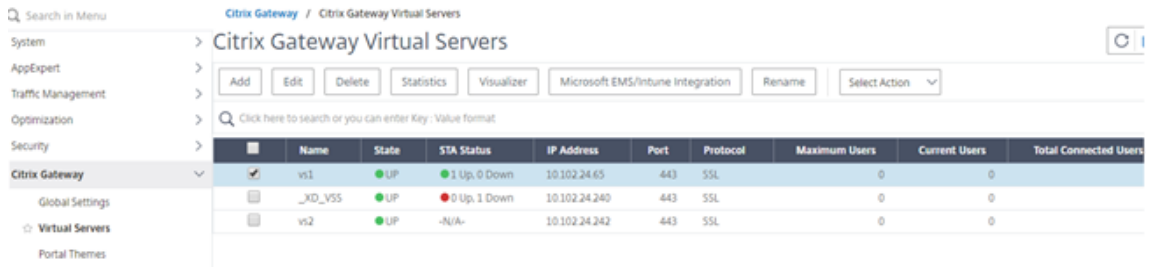 Search in Menu
System
AppExpert
Traffic Management
Optimization
Security
Citrix Gateway
Global Settings
Virtual Servers
Portal Themes
Citrix Gateway / Citrix Gateway Virtual Servers
Citrix Gateway Virtual Servers
Add Edit Delete Statistics Visualizer Microsoft EMS/Intune Integration Rename Select Action
Click here to search or you can enter Key : Value format
Name State STA Status IP Address Port Protocol Maximum Users Current Users Total Connected Users
vs1 UP 1 Up, 0 Down 10.102.24.65 443 SSL 0 0
_XD_VSS UP 0 Up, 1 Down 10.102.24.240 443 SSL 0 0
vs2 UP -N/A- 10.102.24.242 443 SSL 0 0